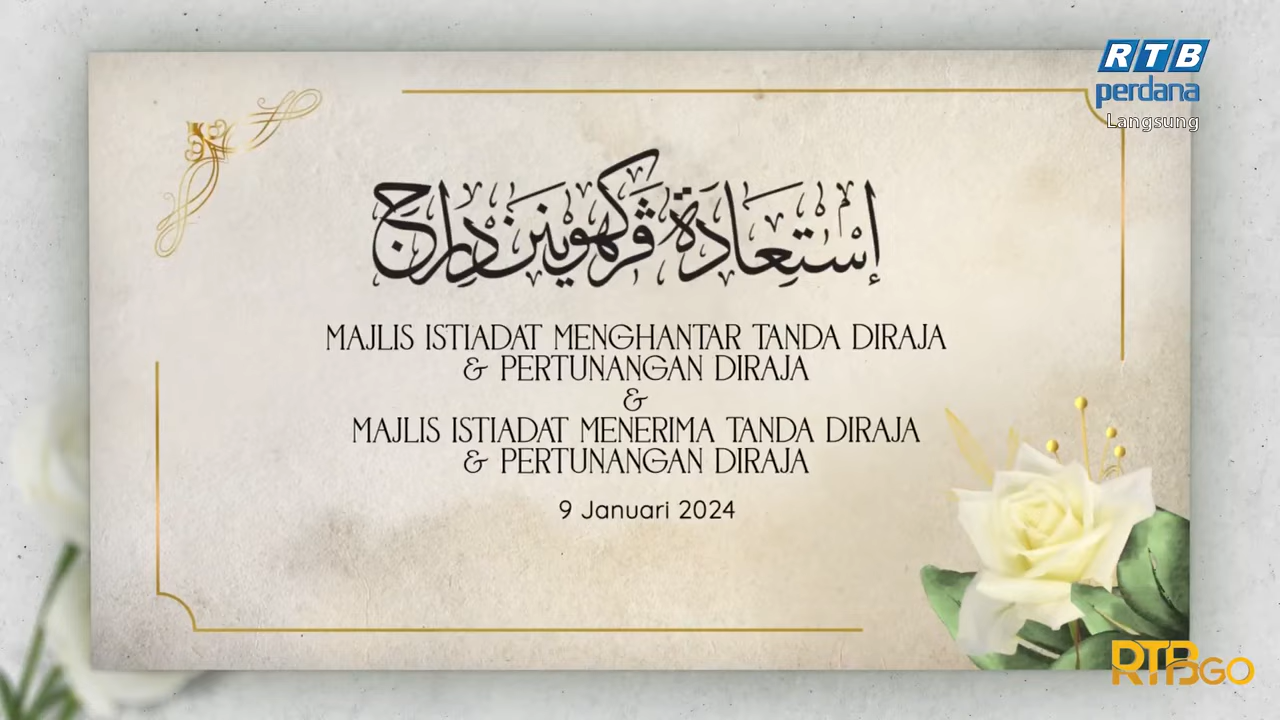 RTB
perdana
Langsung
إستعادة ڤركهوينن دراج
MAJLIS ISTIADAT MENGHANTAR TANDA DIRAJA
& PERTUNANGAN DIRAJA
&
MAJLIS ISTIADAT MENERIMA TANDA DIRAJA
& PERTUNANGAN DIRAJA
9 Januari 2024
RTBGO